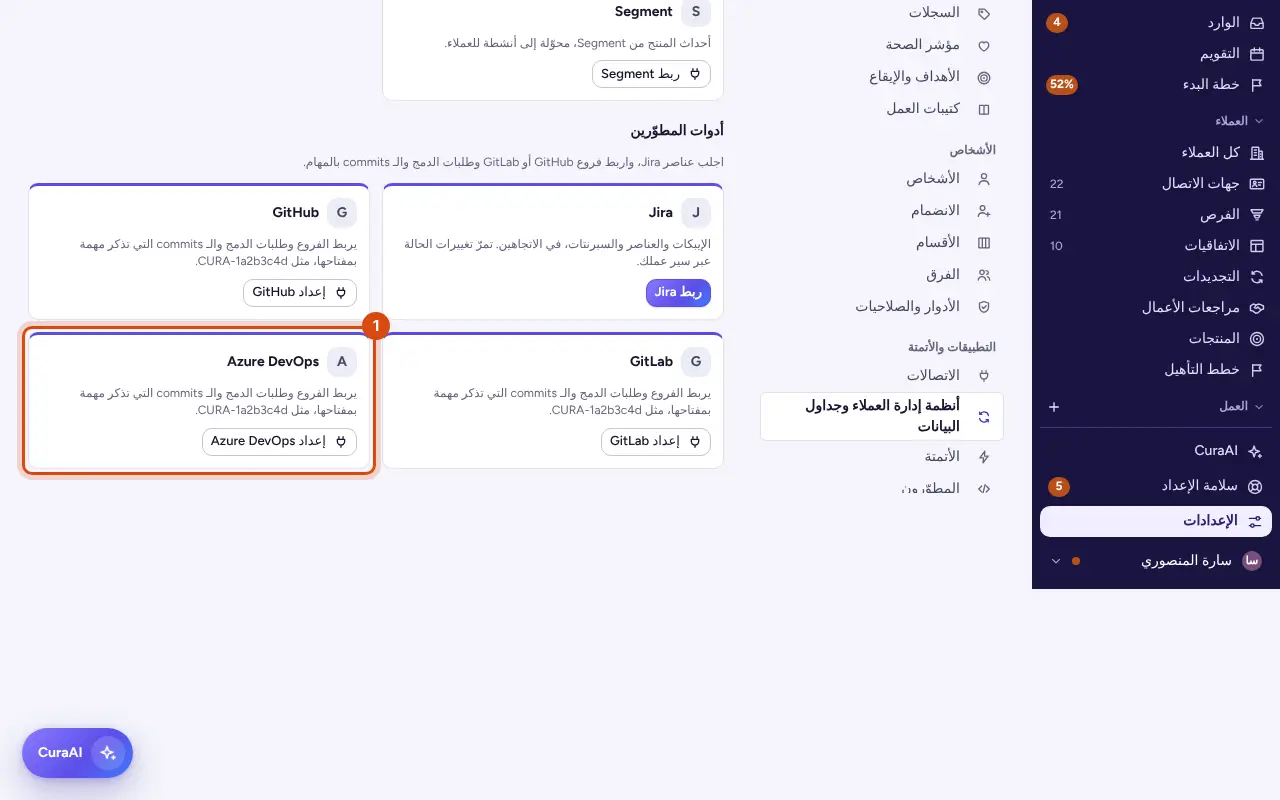 الوارد
4
التقويم
خطة البدء
52%
العملاء
كل العملاء
جهات الاتصال
22
الفرص
21
الاتفاقيات
10
التجديدات
مراجعات الأعمال
المنتجات
خطط التأهيل
العمل
+
CuraAI
سلامة الإعداد
5
الإعدادات
سا
سارة المنصوري
السجلات
مؤشر الصحة
الأهداف والإيقاع
كتيبات العمل
الأشخاص
الأشخاص
الانضمام
الأقسام
الفرق
الأدوار والصلاحيات
التطبيقات والأتمتة
الاتصالات
أنظمة إدارة العملاء وجداول
البيانات
الأتمتة
المطوّرون
S
Segment
أحداث المنتج من Segment، محوّلة إلى أنشطة للعملاء.
ربط Segment
أدوات المطوّرين
اجلب عناصر Jira، واربط فروع GitHub أو GitLab وطلبات الدمج والـ commits بالمهام.
J
Jira
الإيبكات والعناصر والسبرنتات، في الاتجاهين. تمرّ تغييرات الحالة
عبر سير عملك.
ربط Jira
G
GitHub
يربط الفروع وطلبات الدمج والـ commits التي تذكر مهمة
بمفتاحها، مثل CURA-1a2b3c4d.
إعداد GitHub
G
GitLab
يربط الفروع وطلبات الدمج والـ commits التي تذكر مهمة
بمفتاحها، مثل CURA-1a2b3c4d.
إعداد GitLab
1
A
Azure DevOps
يربط الفروع وطلبات الدمج والـ commits التي تذكر مهمة
بمفتاحها، مثل CURA-1a2b3c4d.
إعداد Azure DevOps
CuraAI